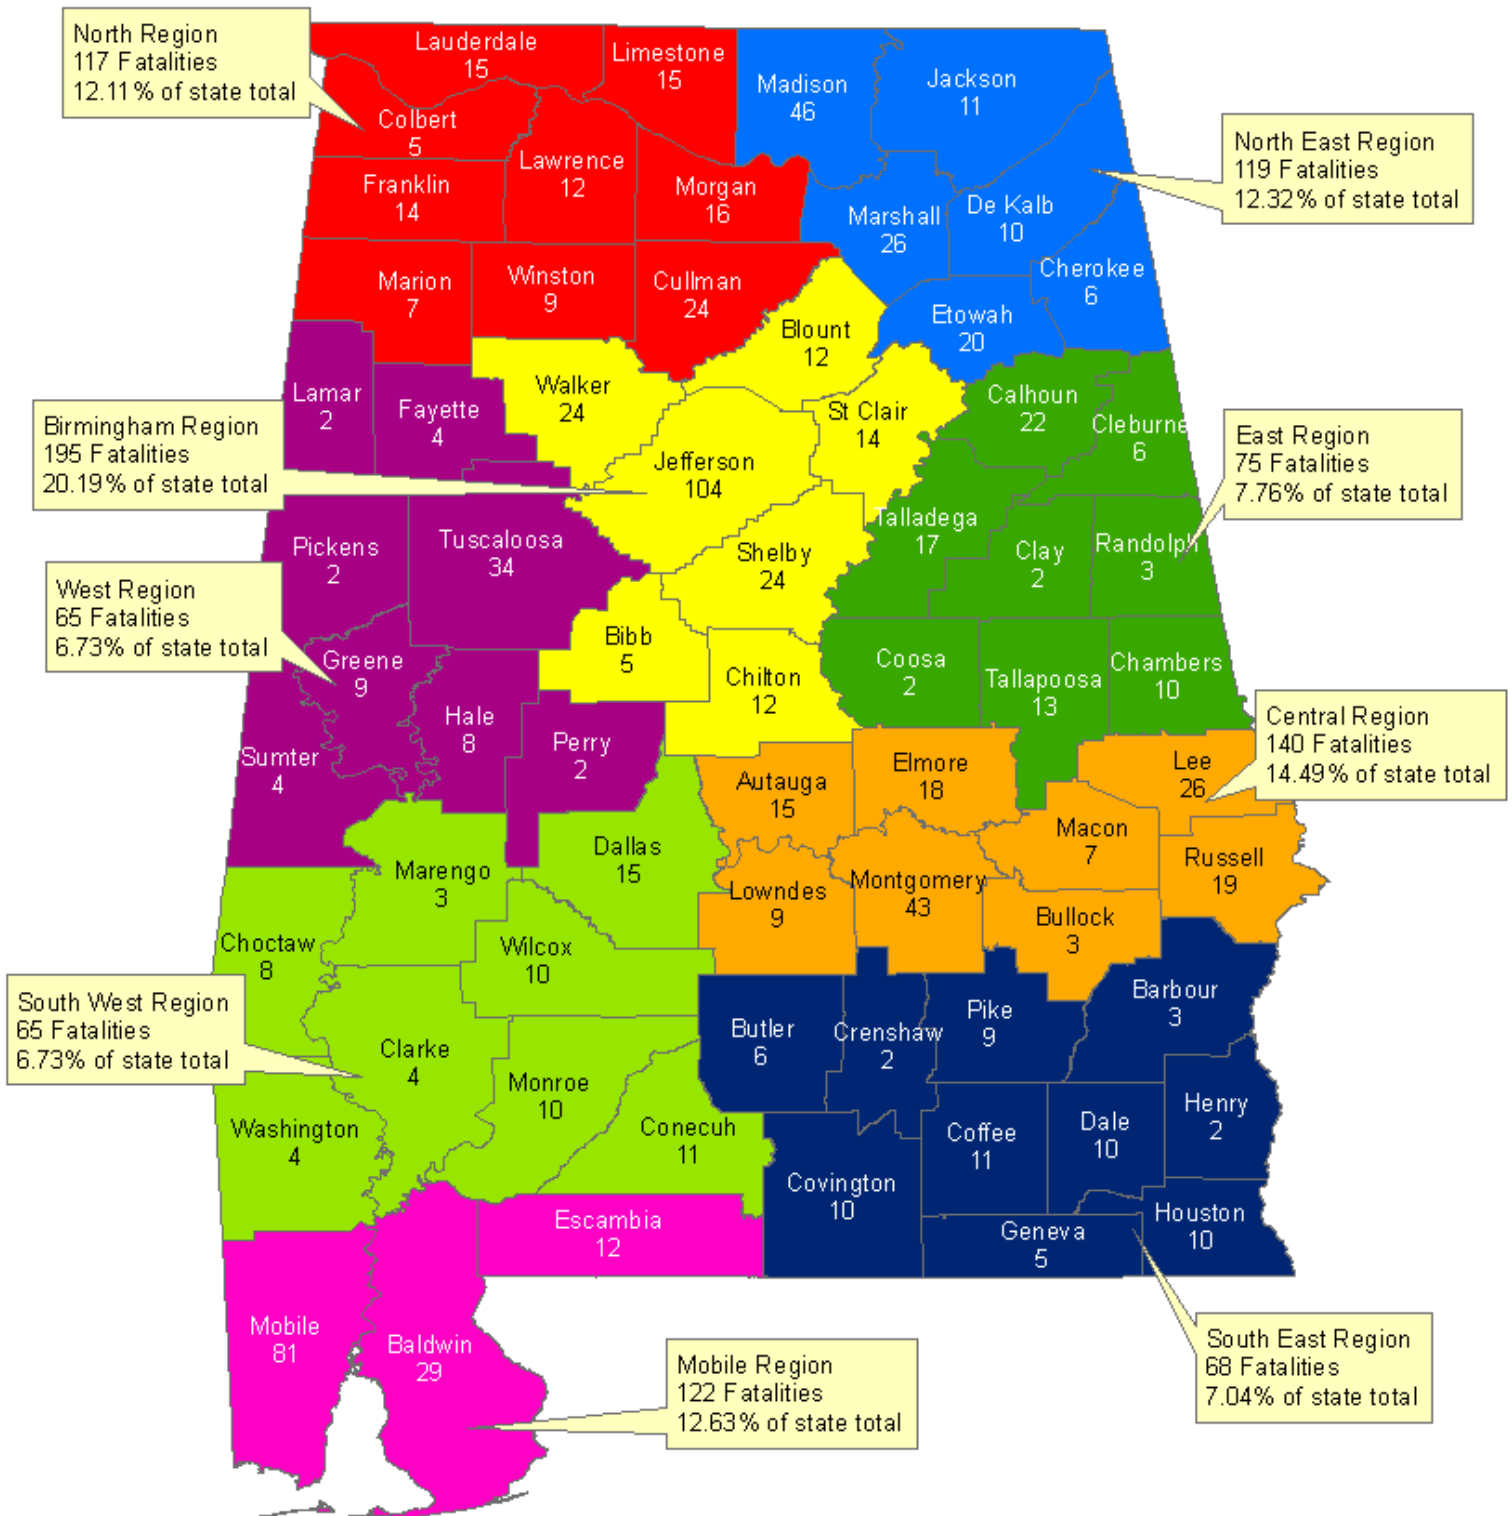 North Region
117 Fatalities
12.11% of state total
Lauderdale
15
Limestone
15
Madison
46
Jackson
11
Colbert
5
Lawrence
12
Franklin
14
Morgan
16
Marshall
26
De Kalb
10
North East Region
119 Fatalities
12.32% of state total
Cherokee
6
Marion
7
Winston
9
Cullman
24
Etowah
20
Blount
12
Lamar
2
Fayette
4
Walker
24
St Clair
14
Calhoun
22
Cleburne
6
Birmingham Region
195 Fatalities
20.19% of state total
Jefferson
104
East Region
75 Fatalities
7.76% of state total
Pickens
2
Tuscaloosa
34
Shelby
24
Talladega
17
Clay
2
Randolph
3
West Region
65 Fatalities
6.73% of state total
Greene
9
Bibb
5
Chilton
12
Coosa
2
Tallapoosa
13
Chambers
10
Sumter
4
Hale
8
Perry
2
Central Region
140 Fatalities
14.49% of state total
Autauga
15
Elmore
18
Lee
26
Marengo
3
Dallas
15
Lowndes
9
Montgomery
43
Macon
7
Russell
19
Bullock
3
Choctaw
8
Wilcox
10
South West Region
65 Fatalities
6.73% of state total
Clarke
4
Monroe
10
Butler
6
Crenshaw
2
Pike
9
Barbour
3
Washington
4
Conecuh
11
Covington
10
Coffee
11
Dale
10
Henry
2
Escambia
12
Geneva
5
Houston
10
Mobile
81
Baldwin
29
Mobile Region
122 Fatalities
12.63% of state total
South East Region
68 Fatalities
7.04% of state total